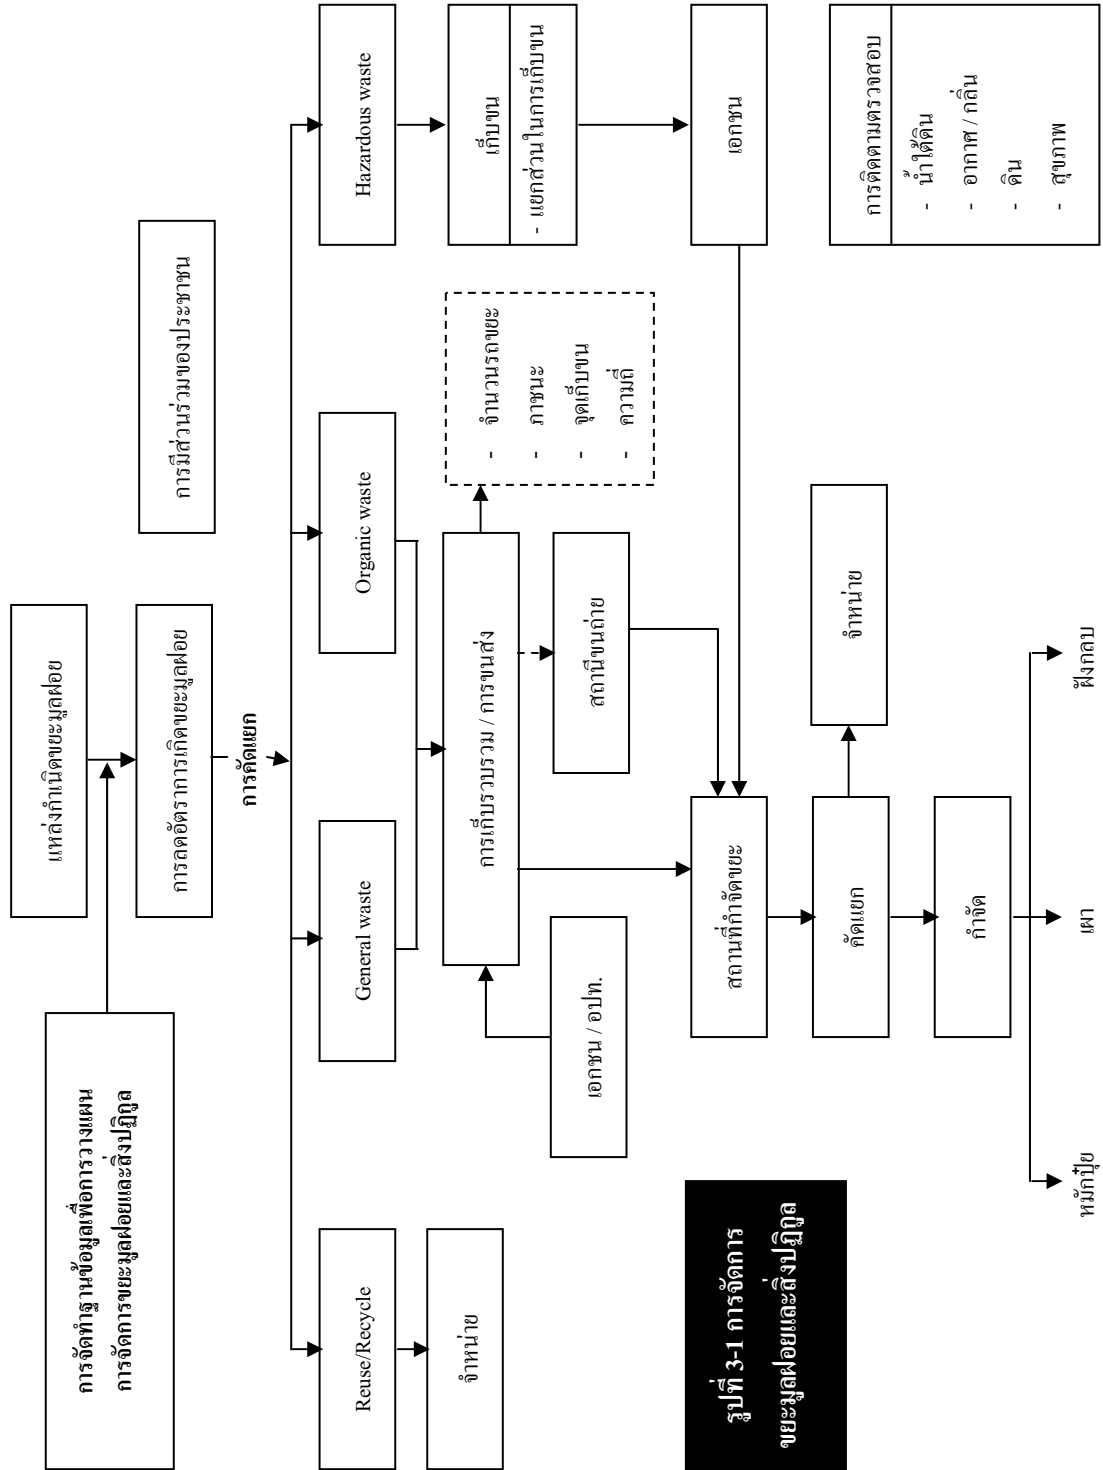 แหล่งกำเนิดขยะมูลฝอย
การจัดทำฐานข้อมูลเพื่อการวางแผน
การจัดการขยะมูลฝอยและสิ่งปฏิกูล
การลดอัตราการเกิดขยะมูลฝอย
การมีส่วนร่วมของประชาชน
การคัดแยก
Reuse/Recycle
General waste
Organic waste
Hazardous waste
จำหน่าย
การเก็บรวบรวม / การขนส่ง
- จำนวนรถขยะ
- ภาชนะ
- จุดเก็บขน
- ความถี่
เก็บขน
- แยกส่วนในการเก็บขน
เอกชน / อปท.
สถานีขนถ่าย
สถานที่กำจัดขยะ
เอกชน
คัดแยก
จำหน่าย
กำจัด
หมักปุ๋ย
เผา
ฝังกลบ
การติดตามตรวจสอบ
- น้ำใต้ดิน
- อากาศ / กลิ่น
- ดิน
- สุขภาพ
รูปที่ 3-1 การจัดการ
ขยะมูลฝอยและสิ่งปฏิกูล